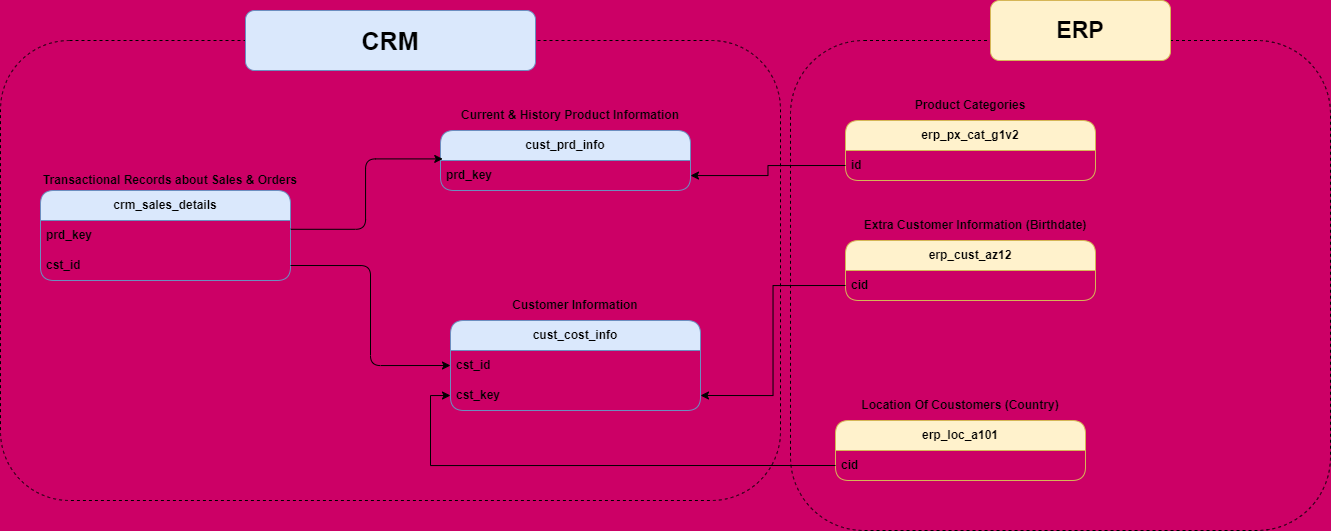 CRM
ERP
Current & History Product Information
cust_prd_info
prd_key
Transactional Records about Sales & Orders
crm_sales_details
prd_key
cst_id
Customer Information
cust_cost_info
cst_id
cst_key
Product Categories
erp_px_cat_g1v2
id
Extra Customer Information (Birthdate)
erp_cust_az12
cid
Location Of Coustomers (Country)
erp_loc_a101
cid